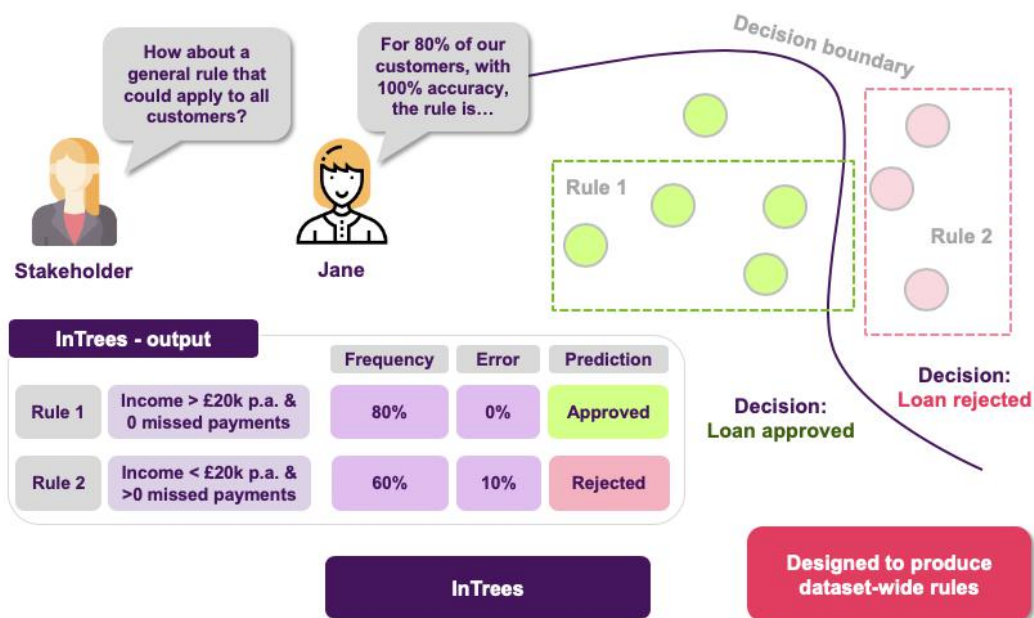 How about a
general rule that
could apply to all
customers?
For 80% of our
customers, with
100% accuracy,
the rule is...
Decision boundary
Rule 1
Rule 2
Stakeholder
Jane
InTrees - output
Frequency Error Prediction
Rule 1 Income > £20k p.a. & 80% 0% Approved
0 missed payments
Rule 2 Income < £20k p.a. & 60% 10% Rejected
>0 missed payments
Decision:
Loan approved
Decision:
Loan rejected
InTrees
Designed to produce
dataset-wide rules